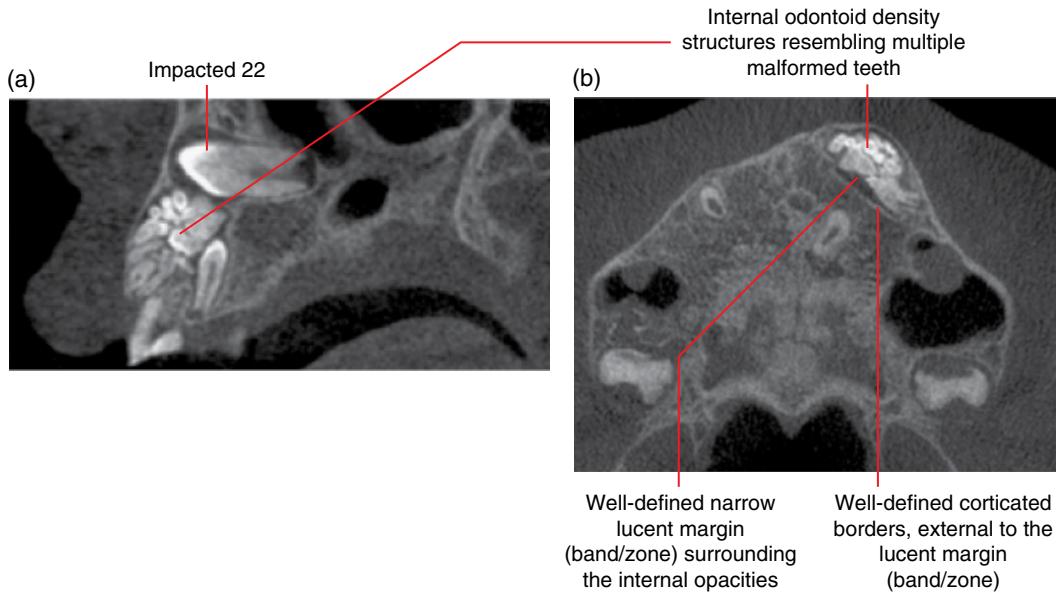 Internal odontoid density
structures resembling multiple
malformed teeth
(a)
Impacted 22
(b)
Well-defined narrow
lucent margin
(band/zone) surrounding
the internal opacities
Well-defined corticated
borders, external to the
lucent margin
(band/zone)